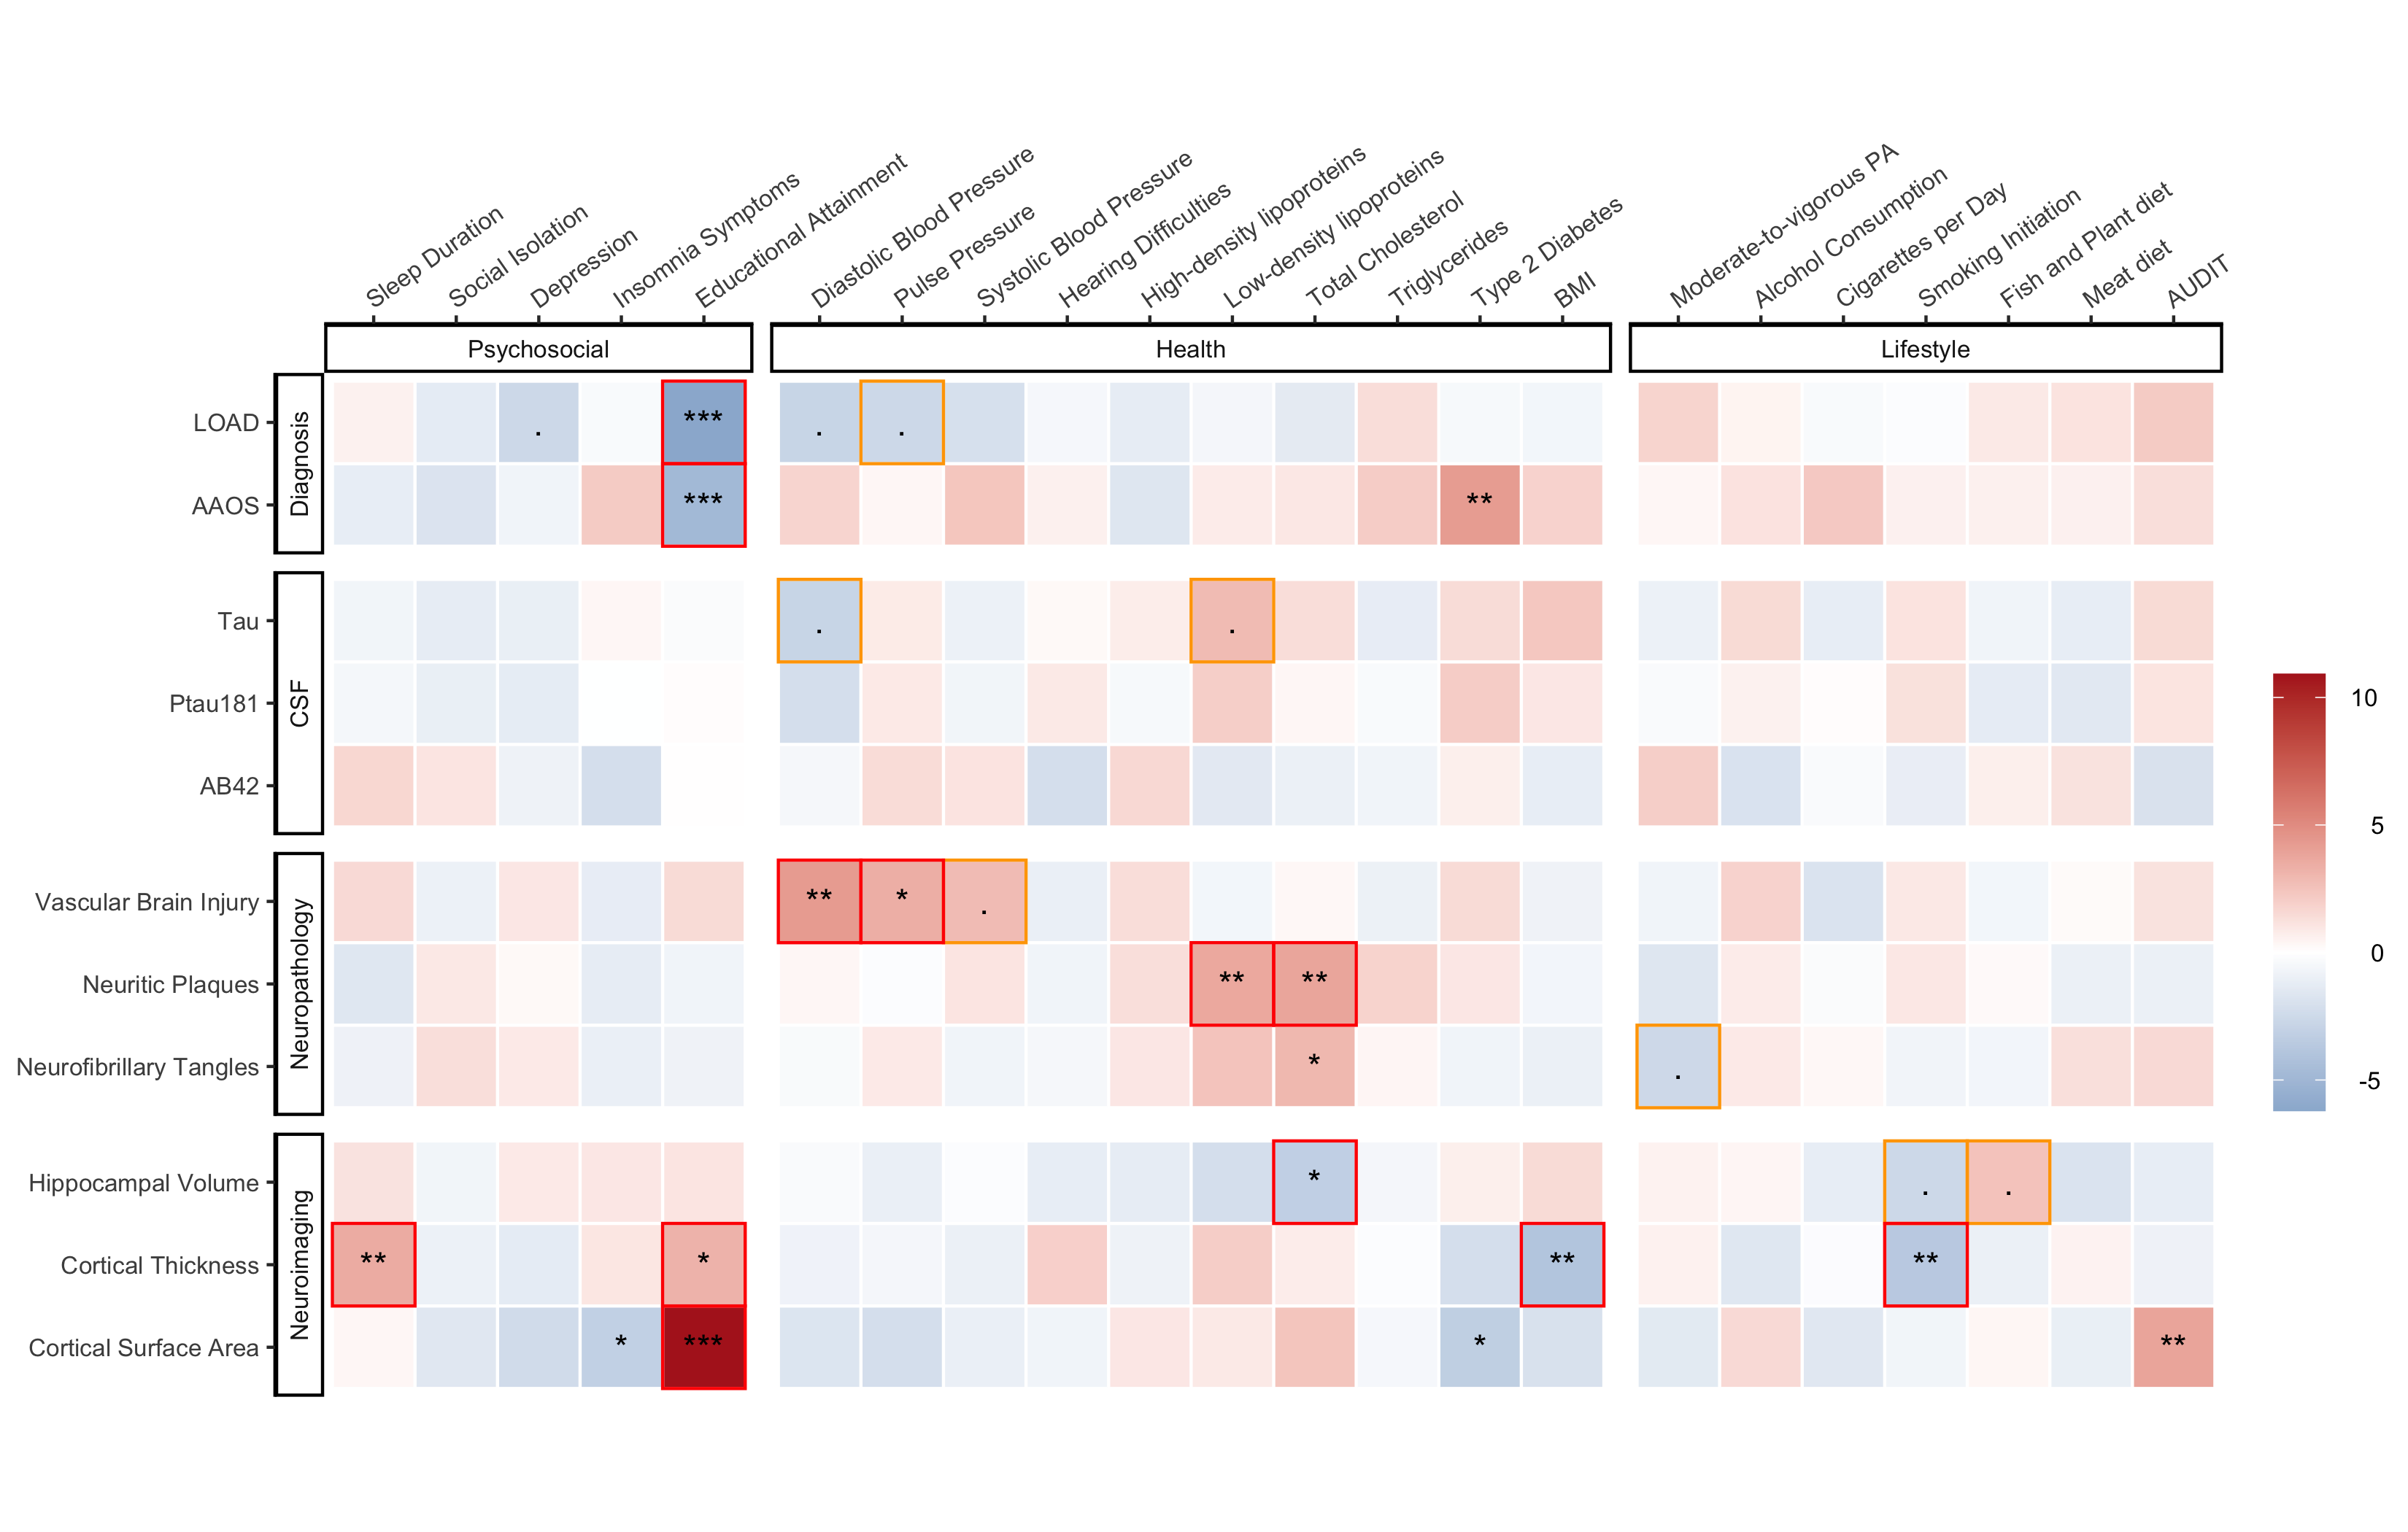 Sleep Duration
Social Isolation
Depression
Insomnia Symptoms
Educational Attainment
Diastolic Blood Pressure
Pulse Pressure
Systolic Blood Pressure
Hearing Difficulties
High-density lipoproteins
Low-density lipoproteins
Total Cholesterol
Triglycerides
Type 2 Diabetes
BMI
Moderate-to-vigorous PA
Alcohol Consumption
Cigarettes per Day
Smoking Initiation
Fish and Plant diet
Meat diet
AUDIT
Psychosocial
Health
Lifestyle
Diagnosis
LOAD
. *** . .
AAOS
*** **
CSF
Tau
. .
Ptau181
AB42
Neuropathology
Vascular Brain Injury
** * .
Neuritic Plaques
** **
Neurofibrillary Tangles
* .
Neuroimaging
Hippocampal Volume
* . .
Cortical Thickness
** * ** **
Cortical Surface Area
* *** * **
10
5
0
-5